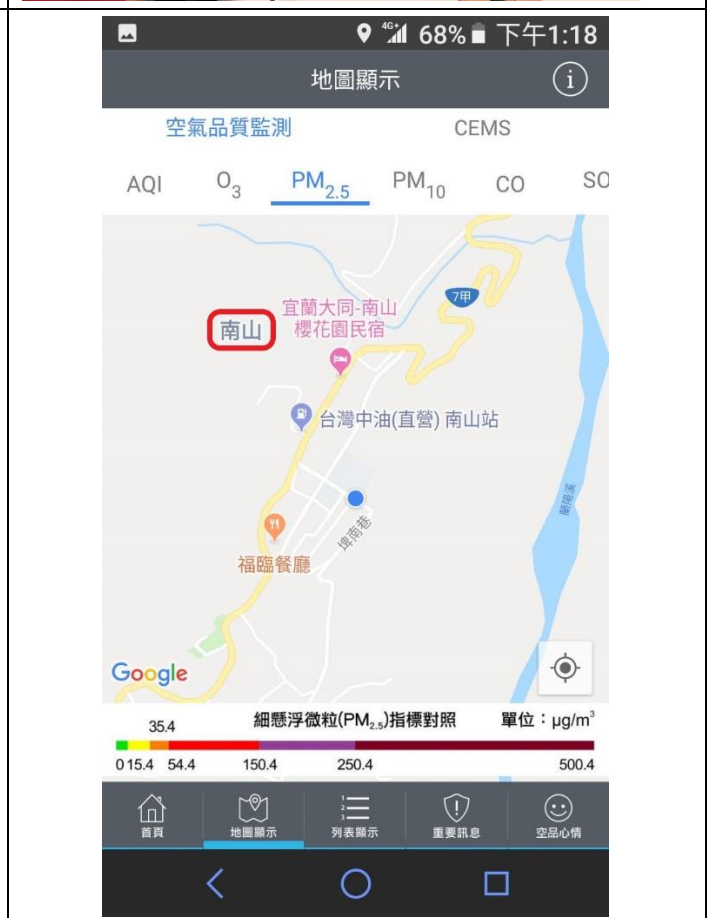 4G+ 68% 下午1:18
地圖顯示 i
空氣品質監測 CEMS
AQI O₃ PM₂.₅ PM₁₀ CO SO
7甲
宜蘭大同-南山
櫻花園民宿
南山
台灣中油(直營) 南山站
蘭陽溪
埤南巷
福臨餐廳
Google
細懸浮微粒(PM₂.₅)指標對照 單位：μg/m³
35.4
0 15.4 54.4 150.4 250.4 500.4
首頁 地圖顯示 列表顯示 重要訊息 空品心情